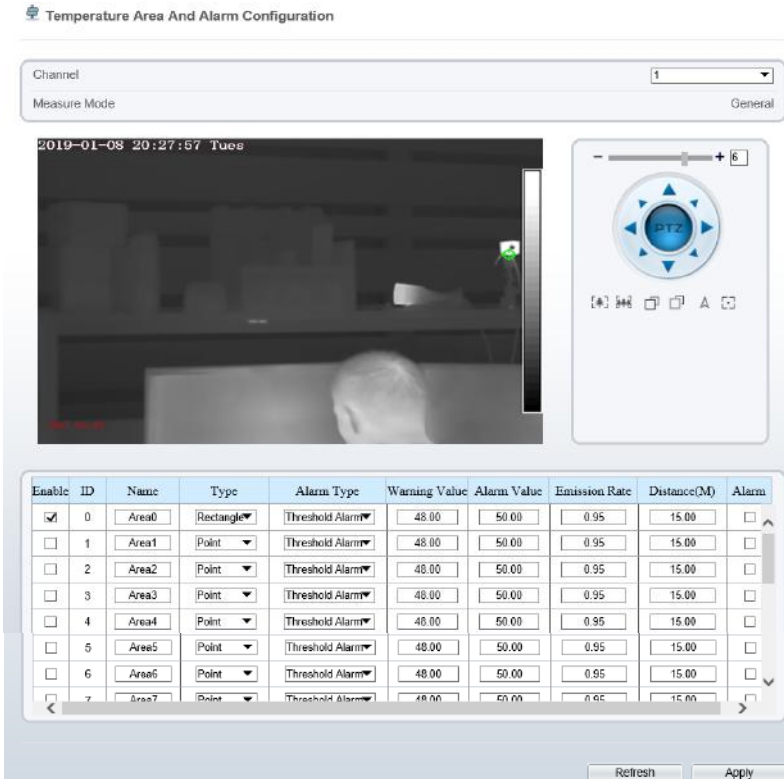 Temperature Area And Alarm Configuration
Channel 1
Measure Mode General
2019-01-08 20:27:57 Tues
6
PTZ
Enable ID Name Type Alarm Type Warning Value Alarm Value Emission Rate Distance(M) Alarm
0 Area0 Rectangle Threshold Alarm 48.00 50.00 0.95 15.00
1 Area1 Point Threshold Alarm 48.00 50.00 0.95 15.00
2 Area2 Point Threshold Alarm 48.00 50.00 0.95 15.00
3 Area3 Point Threshold Alarm 48.00 50.00 0.95 15.00
4 Area4 Point Threshold Alarm 48.00 50.00 0.95 15.00
5 Area5 Point Threshold Alarm 48.00 50.00 0.95 15.00
6 Area6 Point Threshold Alarm 48.00 50.00 0.95 15.00
7 Area7 Point Threshold Alarm 48.00 50.00 0.95 15.00
Refresh Apply